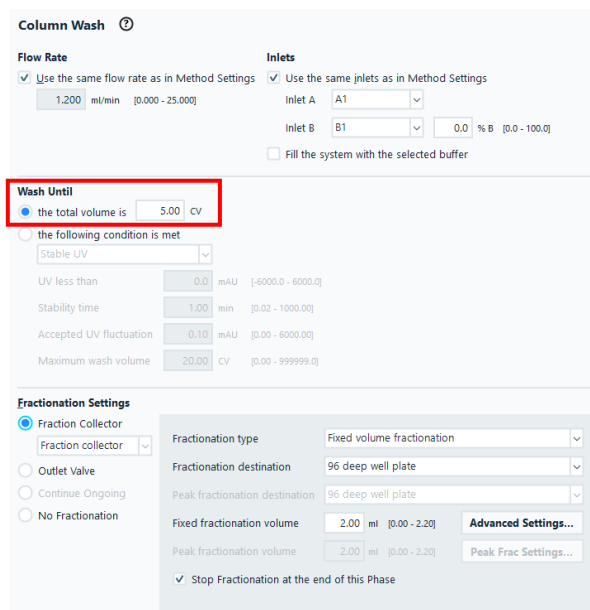 Column Wash ?
Flow Rate
Use the same flow rate as in Method Settings
1.200 ml/min [0.000 - 25.000]
Inlets
Use the same inlets as in Method Settings
Inlet A A1
Inlet B B1 0.0 % B [0.0 - 100.0]
Fill the system with the selected buffer
Wash Until
the total volume is 5.00 CV
the following condition is met
Stable UV
UV less than 0.0 mAU [-6000.0 - 6000.0]
Stability time 1.00 min [0.02 - 1000.00]
Accepted UV fluctuation 0.10 mAU [0.00 - 6000.00]
Maximum wash volume 20.00 CV [0.00 - 999999.0]
Fractionation Settings
Fraction Collector
Fraction collector
Outlet Valve
Continue Ongoing
No Fractionation
Fractionation type Fixed volume fractionation
Fractionation destination 96 deep well plate
Peak fractionation destination 96 deep well plate
Fixed fractionation volume 2.00 ml [0.00 - 2.20] Advanced Settings...
Peak fractionation volume 2.00 ml [0.00 - 2.20] Peak Frac Settings...
Stop Fractionation at the end of this Phase